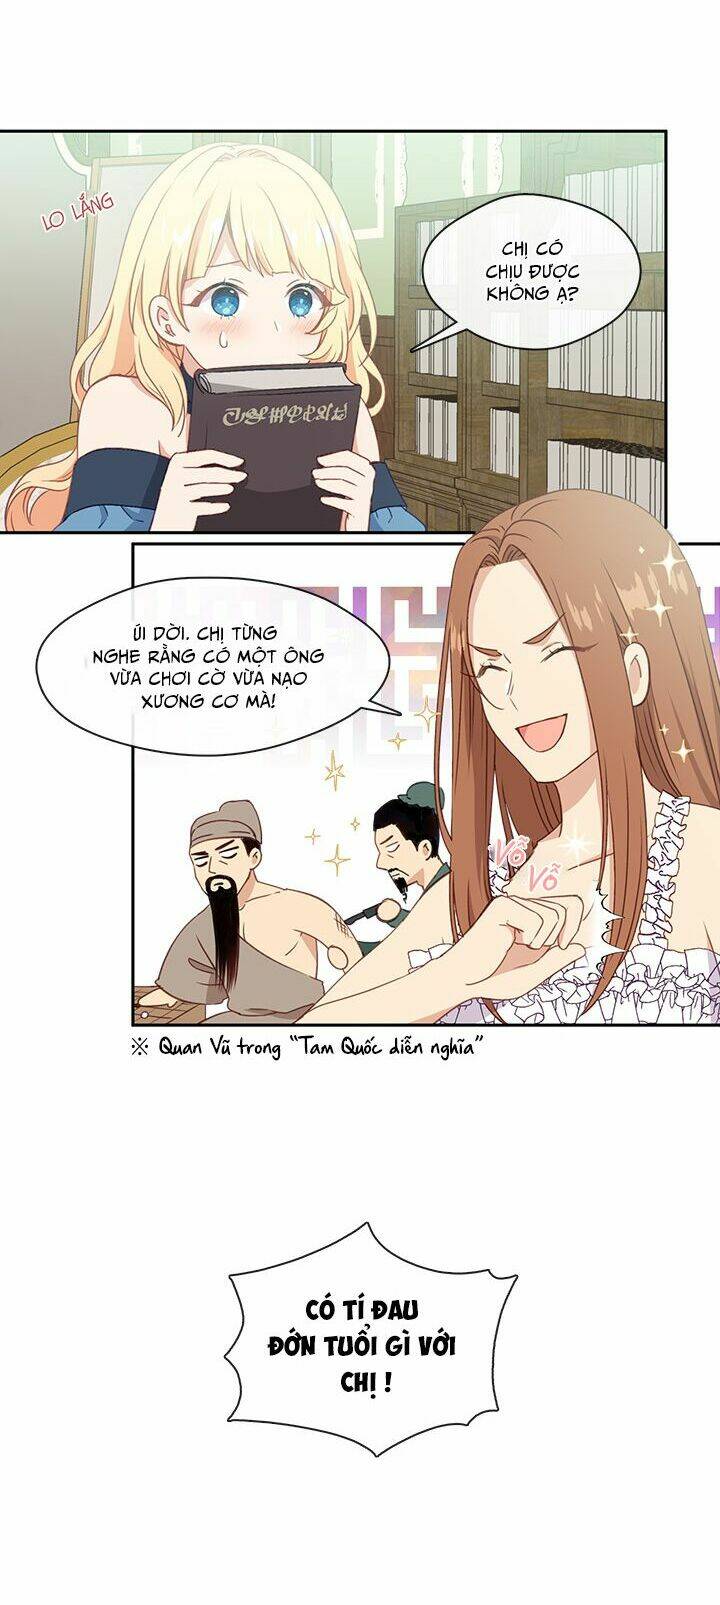 LO LẮNG
CHỊ CÓ
CHỊU ĐƯỢC
KHÔNG Ạ?
ÚI DỜI. CHỊ TỪNG
NGHE RẰNG CÓ MỘT ÔNG
VỪA CHƠI CỜ VỪA NẠO
XƯƠNG CƠ MÀ!
VỖ
VỖ
※ Quan Vũ trong "Tam Quốc diễn nghĩa"
CÓ TÍ ĐAU
ĐỚN TUỔI GÌ VỚI
CHỊ !